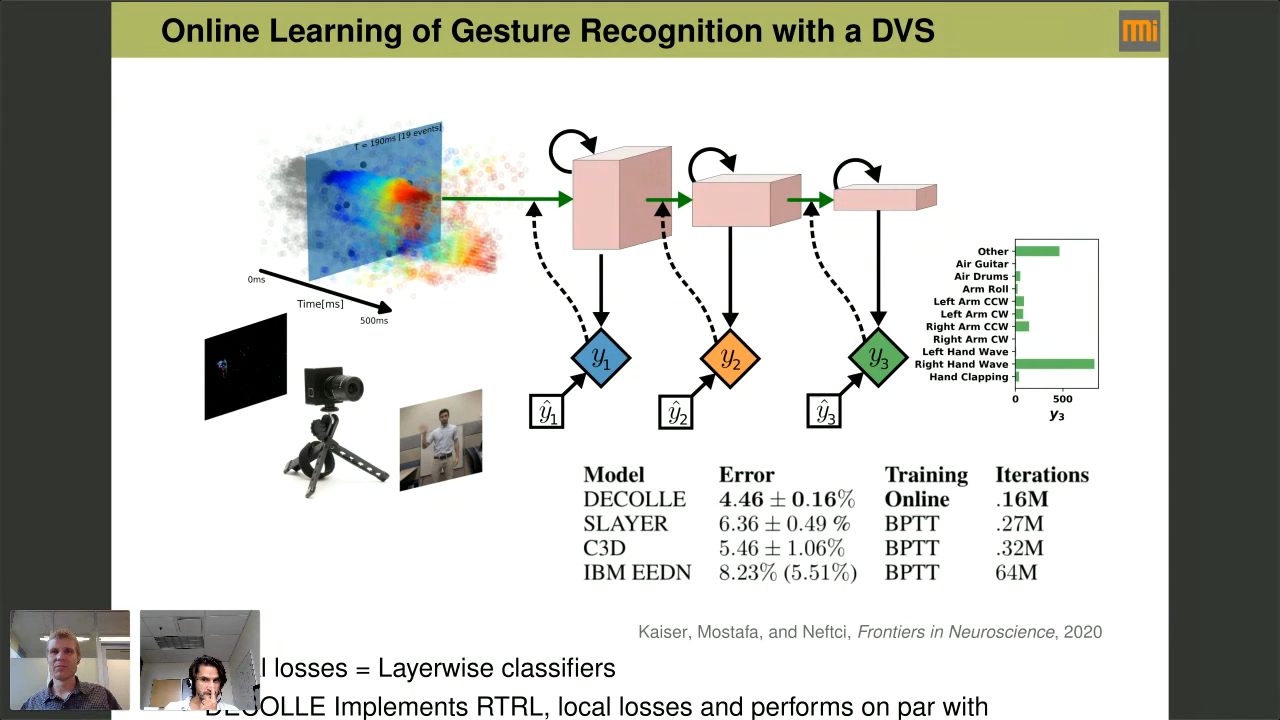 Online Learning of Gesture Recognition with a DVS
T = 190ms [19 events]
0ms
Time[ms]
500ms
y₁
y₂
y₃
ŷ₁
ŷ₂
ŷ₃
Other
Air Guitar
Air Drums
Arm Roll
Left Arm CCW
Left Arm CW
Right Arm CCW
Right Arm CW
Left Hand Wave
Right Hand Wave
Hand Clapping
0 500
y₃
Model Error Training Iterations
DECOLLE 4.46 ± 0.16% Online .16M
SLAYER 6.36 ± 0.49 % BPTT .27M
C3D 5.46 ± 1.06% BPTT .32M
IBM EEDN 8.23% (5.51%) BPTT 64M
Kaiser, Mostafa, and Neftci, Frontiers in Neuroscience, 2020
losses = Layerwise classifiers
DECOLLE Implements RTRL, local losses and performs on par with